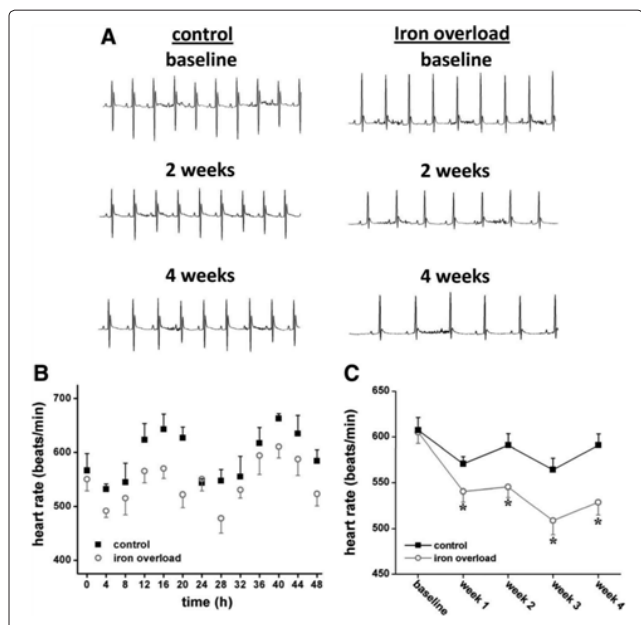 A
control
baseline
Iron overload
baseline
2 weeks
2 weeks
4 weeks
4 weeks
B
heart rate (beats/min)
700
600
500
400
control
iron overload
0 4 8 12 16 20 24 28 32 36 40 44 48
time (h)
C
heart rate (beats/min)
650
600
550
500
450
* * * *
control
iron overload
baseline week 1 week 2 week 3 week 4